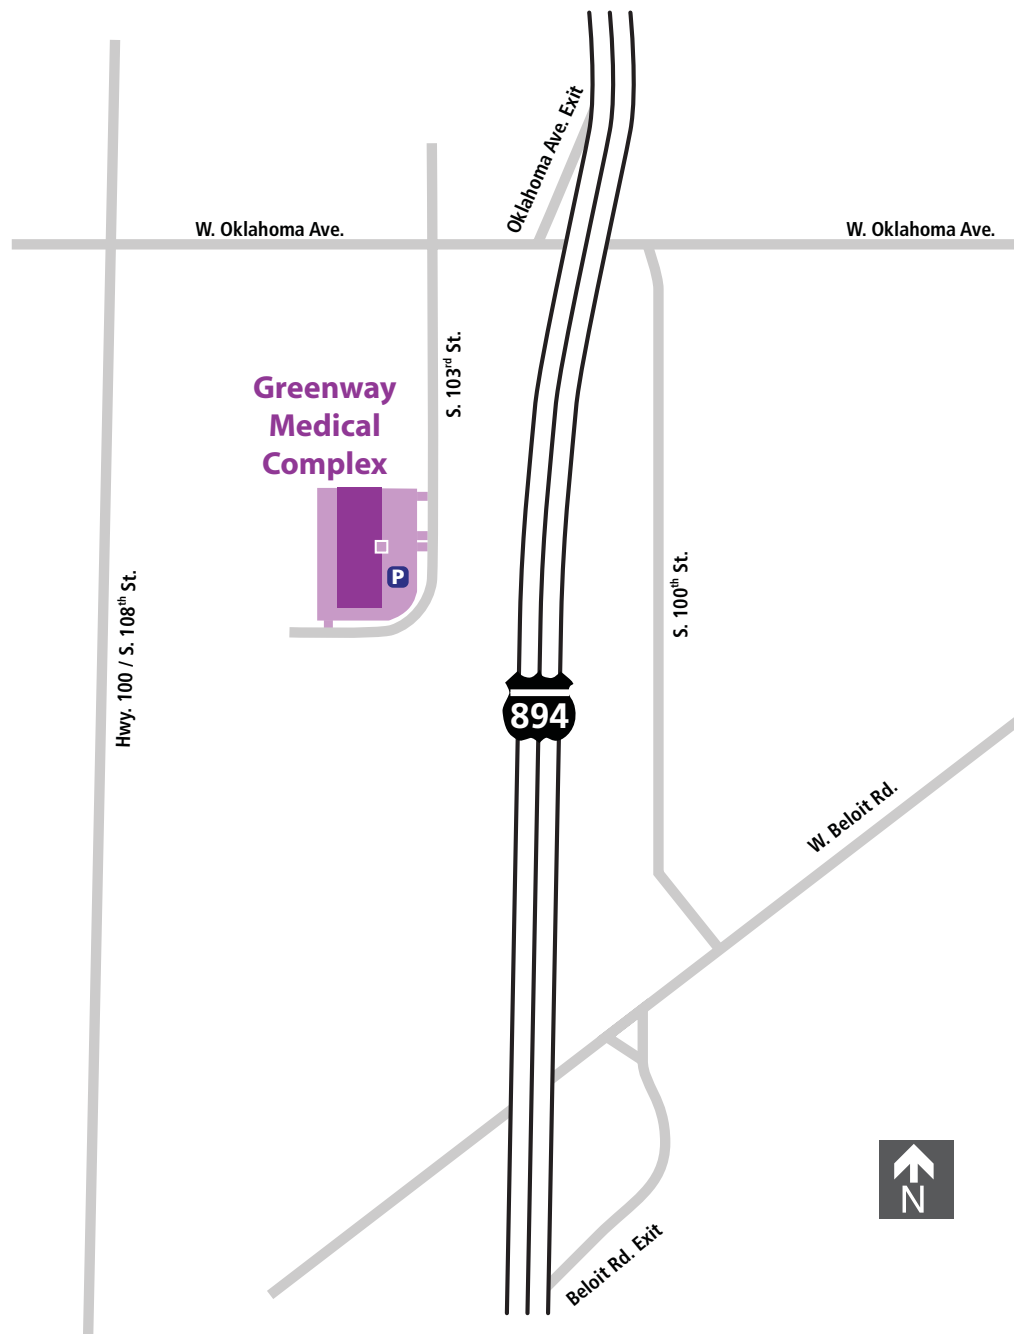 Oklahoma Ave. Exit
W. Oklahoma Ave.
W. Oklahoma Ave.
S. 103rd St.
Greenway
Medical
Complex
P
S. 100th St.
Hwy. 100 / S. 108th St.
894
W. Beloit Rd.
N
Beloit Rd. Exit